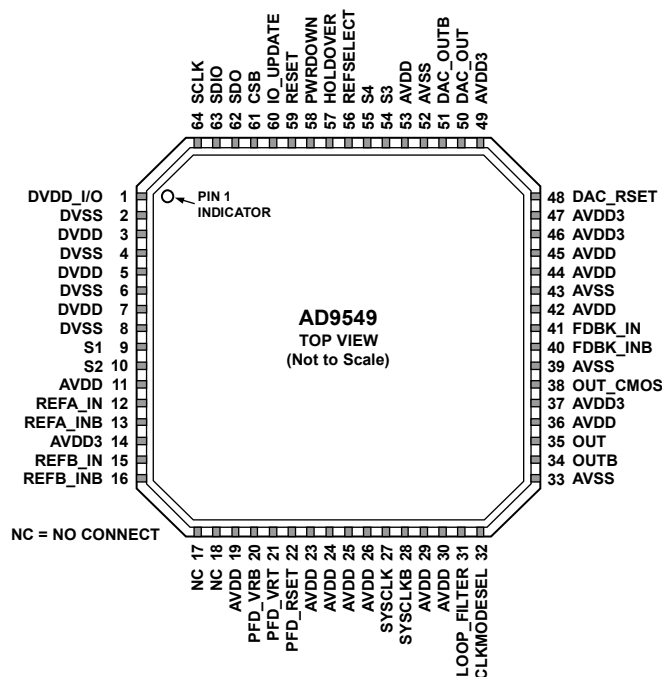 64 SCLK
63 SDIO
62 SDO
61 CSB
60 IO_UPDATE
59 RESET
58 PWRDOWN
57 HOLDOVER
56 REFSELECT
55 S4
54 S3
53 AVDD
52 AVSS
51 DAC_OUTB
50 DAC_OUT
49 AVDD3
DVDD_I/O 1
DVSS 2
DVDD 3
DVSS 4
DVDD 5
DVSS 6
DVDD 7
DVSS 8
S1 9
S2 10
AVDD 11
REFA_IN 12
REFA_INB 13
AVDD3 14
REFB_IN 15
REFB_INB 16
PIN 1
INDICATOR
AD9549
TOP VIEW
(Not to Scale)
48 DAC_RSET
47 AVDD3
46 AVDD3
45 AVDD
44 AVDD
43 AVSS
42 AVDD
41 FDBK_IN
40 FDBK_INB
39 AVSS
38 OUT_CMOS
37 AVDD3
36 AVDD
35 OUT
34 OUTB
33 AVSS
NC = NO CONNECT
NC 17
NC 18
AVDD 19
PFD_VRB 20
PFD_VRT 21
PFD_RSET 22
AVDD 23
AVDD 24
AVDD 25
AVDD 26
SYSCLK 27
SYSCLKB 28
AVDD 29
AVDD 30
LOOP_FILTER 31
CLKMODESEL 32